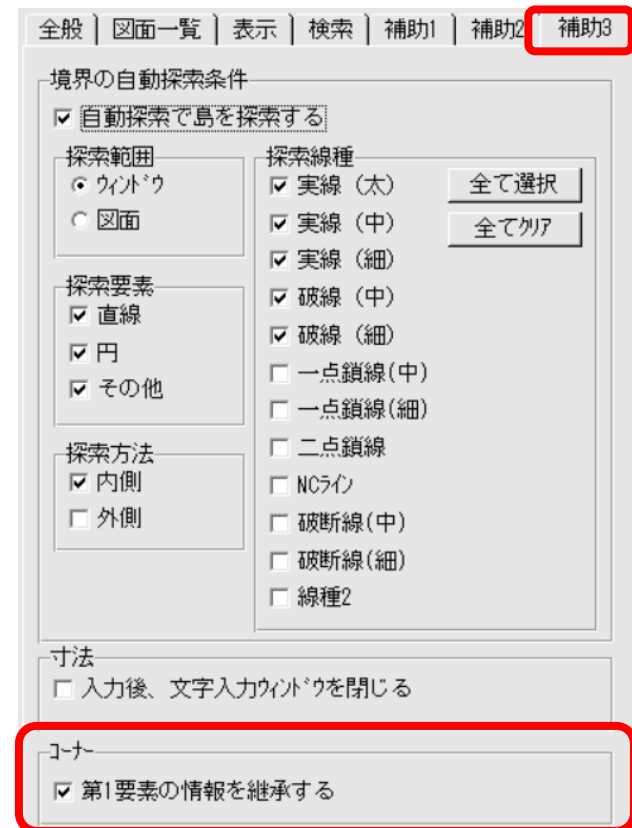 全般 図面一覧 表示 検索 補助1 補助2 補助3
境界の自動探索条件
自動探索で島を探索する
探索範囲
ｳｨﾝﾄﾞｳ
図面
探索要素
直線
円
その他
探索方法
内側
外側
探索線種
実線（太） 全て選択
実線（中） 全てｸﾘｱ
実線（細）
破線（中）
破線（細）
一点鎖線(中)
一点鎖線(細)
二点鎖線
NCﾗｲﾝ
破断線(中)
破断線(細)
線種2
寸法
入力後、文字入力ｳｨﾝﾄﾞｳを閉じる
ｺｰﾅｰ
第1要素の情報を継承する